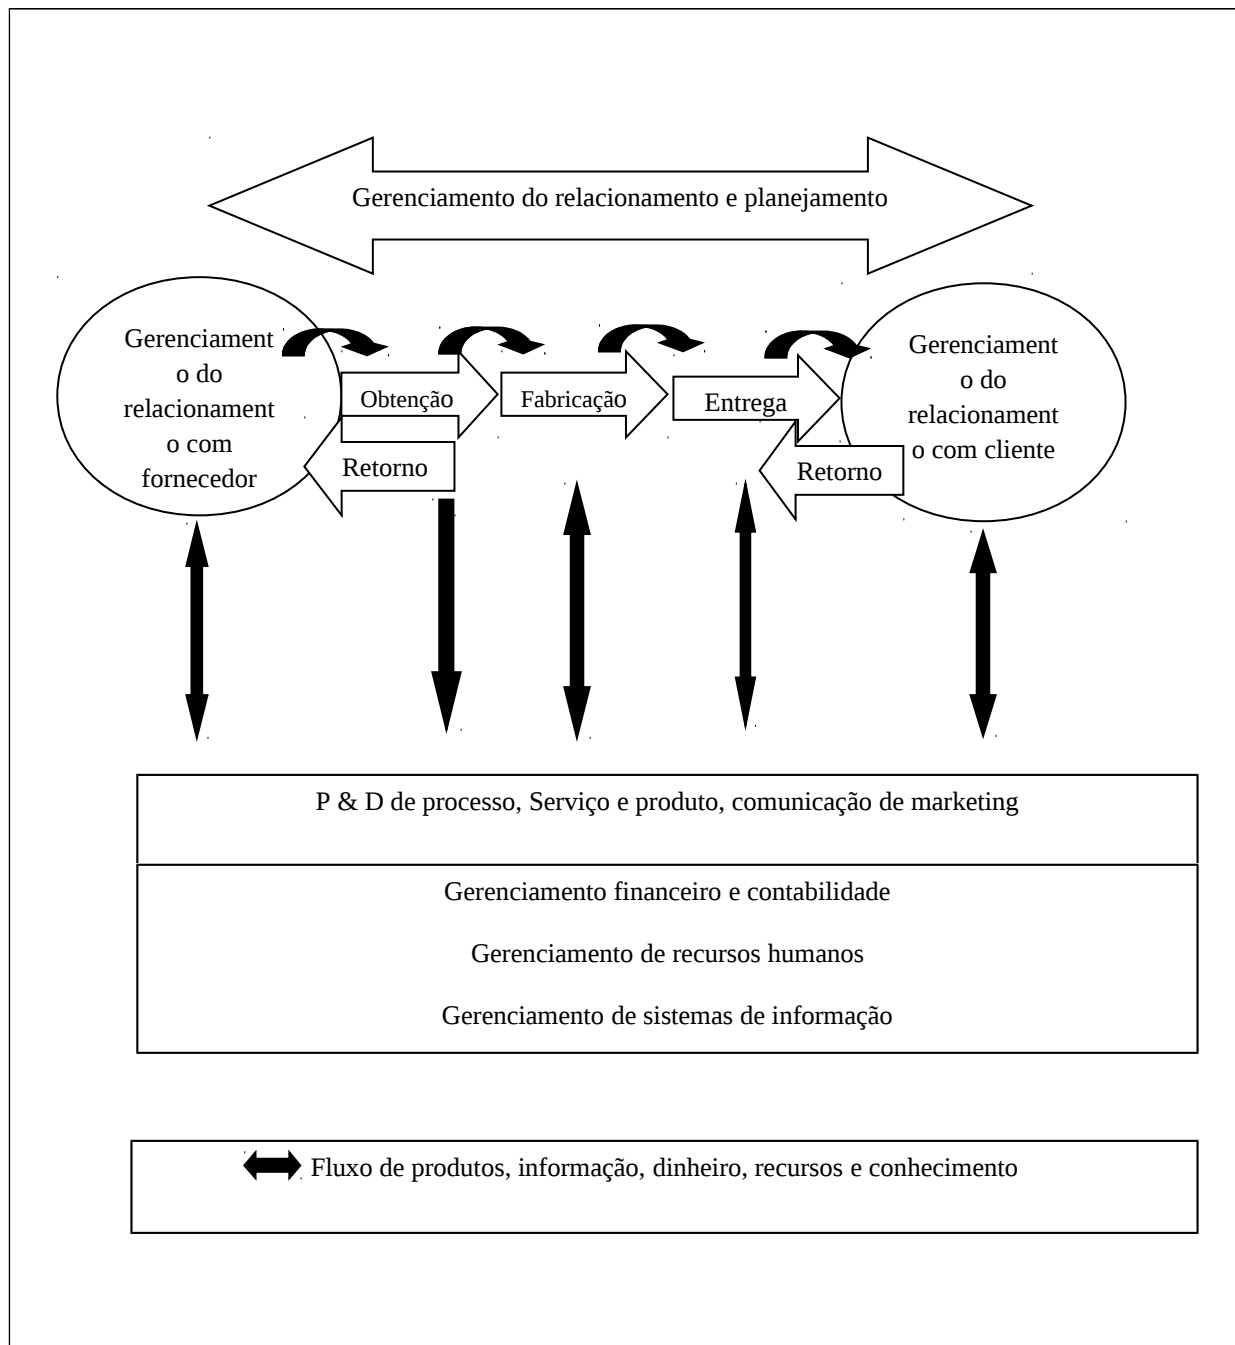 Gerenciamento do relacionamento e planejamento
Gerenciament
o do
relacionament
o com
fornecedor
Obtenção
Retorno
Fabricação
Entrega
Retorno
Gerenciament
o do
relacionament
o com cliente
P & D de processo, Serviço e produto, comunicação de marketing
Gerenciamento financeiro e contabilidade
Gerenciamento de recursos humanos
Gerenciamento de sistemas de informação
Fluxo de produtos, informação, dinheiro, recursos e conhecimento